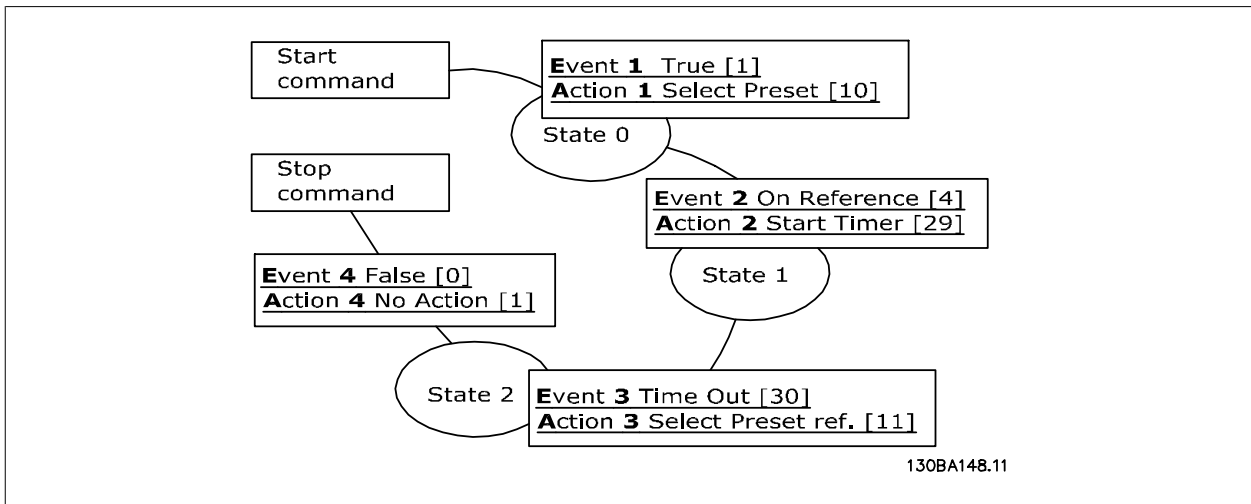 Start
command
Event 1 True [1]
Action 1 Select Preset [10]
State 0
Stop
command
Event 2 On Reference [4]
Action 2 Start Timer [29]
State 1
Event 4 False [0]
Action 4 No Action [1]
State 2
Event 3 Time Out [30]
Action 3 Select Preset ref. [11]
130BA148.11